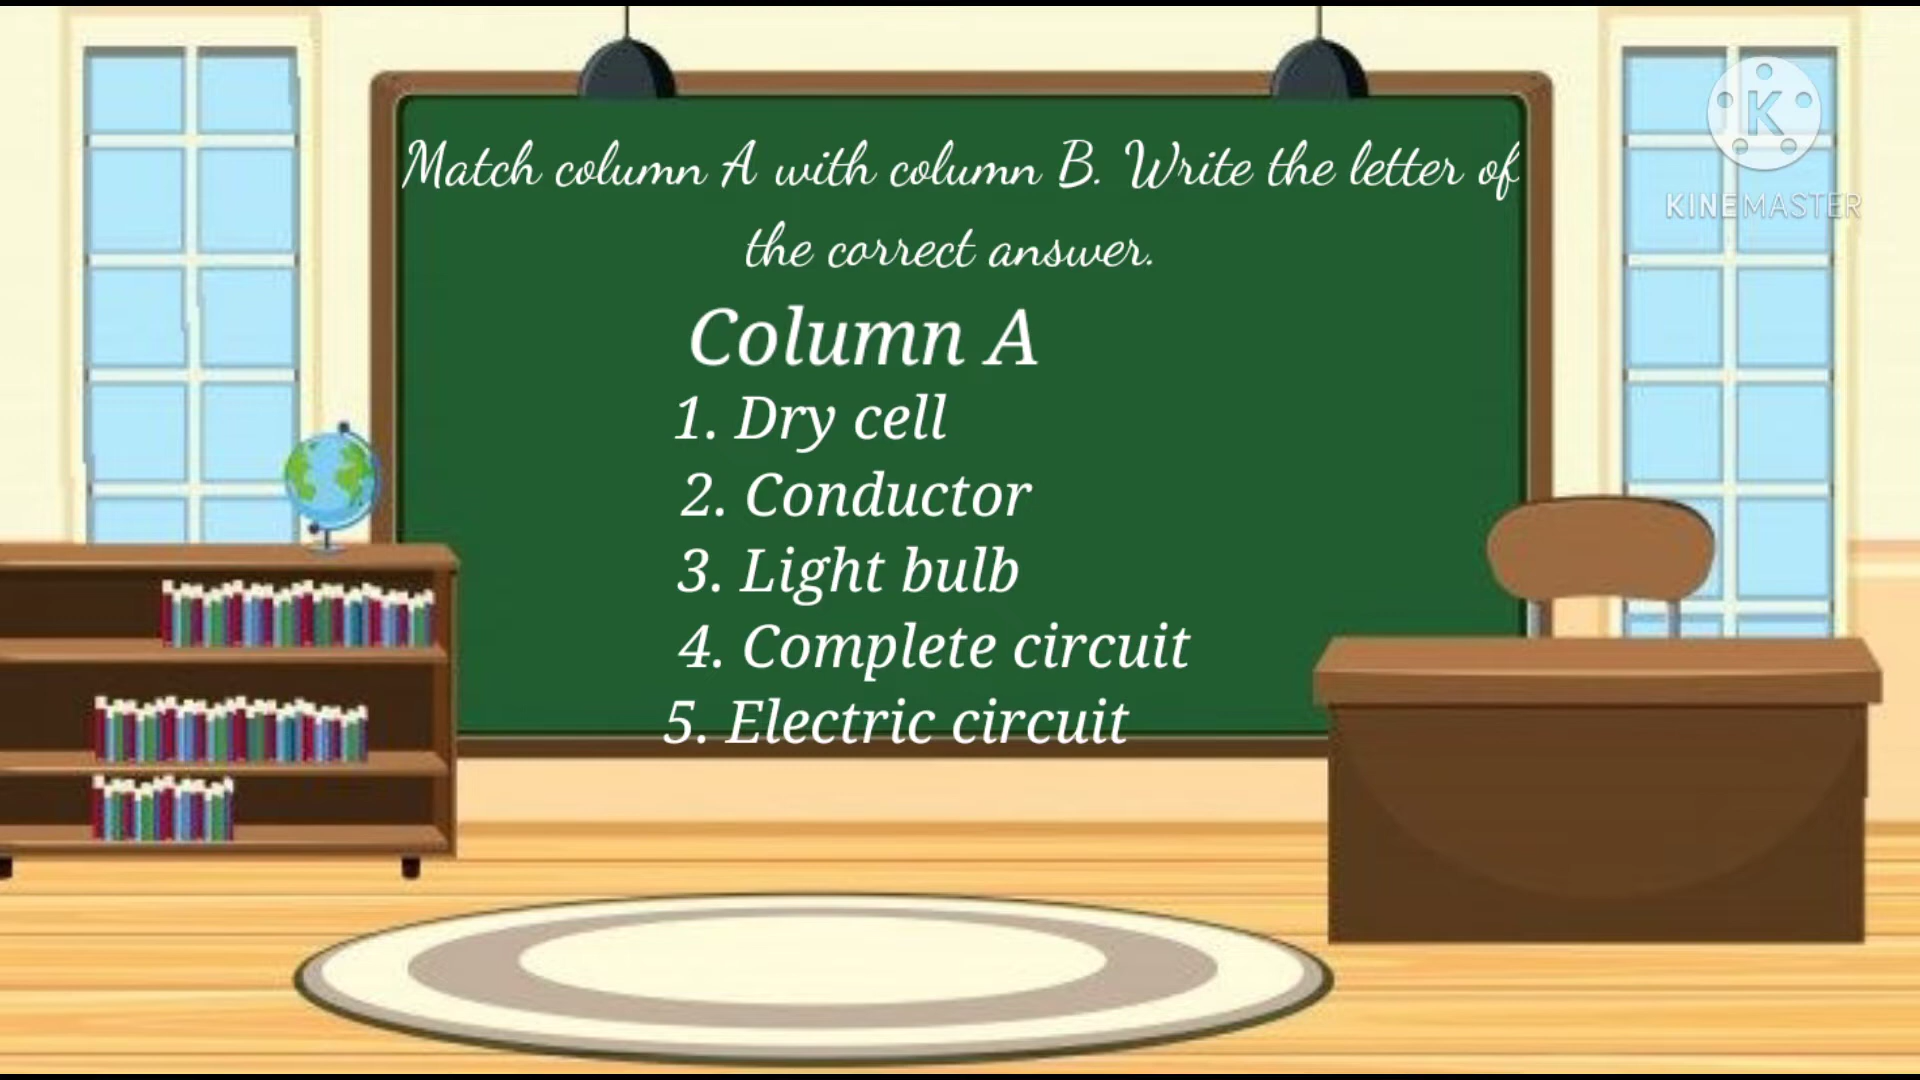 Match column A with column B. Write the letter of
the correct answer.
Column A
1. Dry cell
2. Conductor
3. Light bulb
4. Complete circuit
5. Electric circuit
K
KINEMASTER